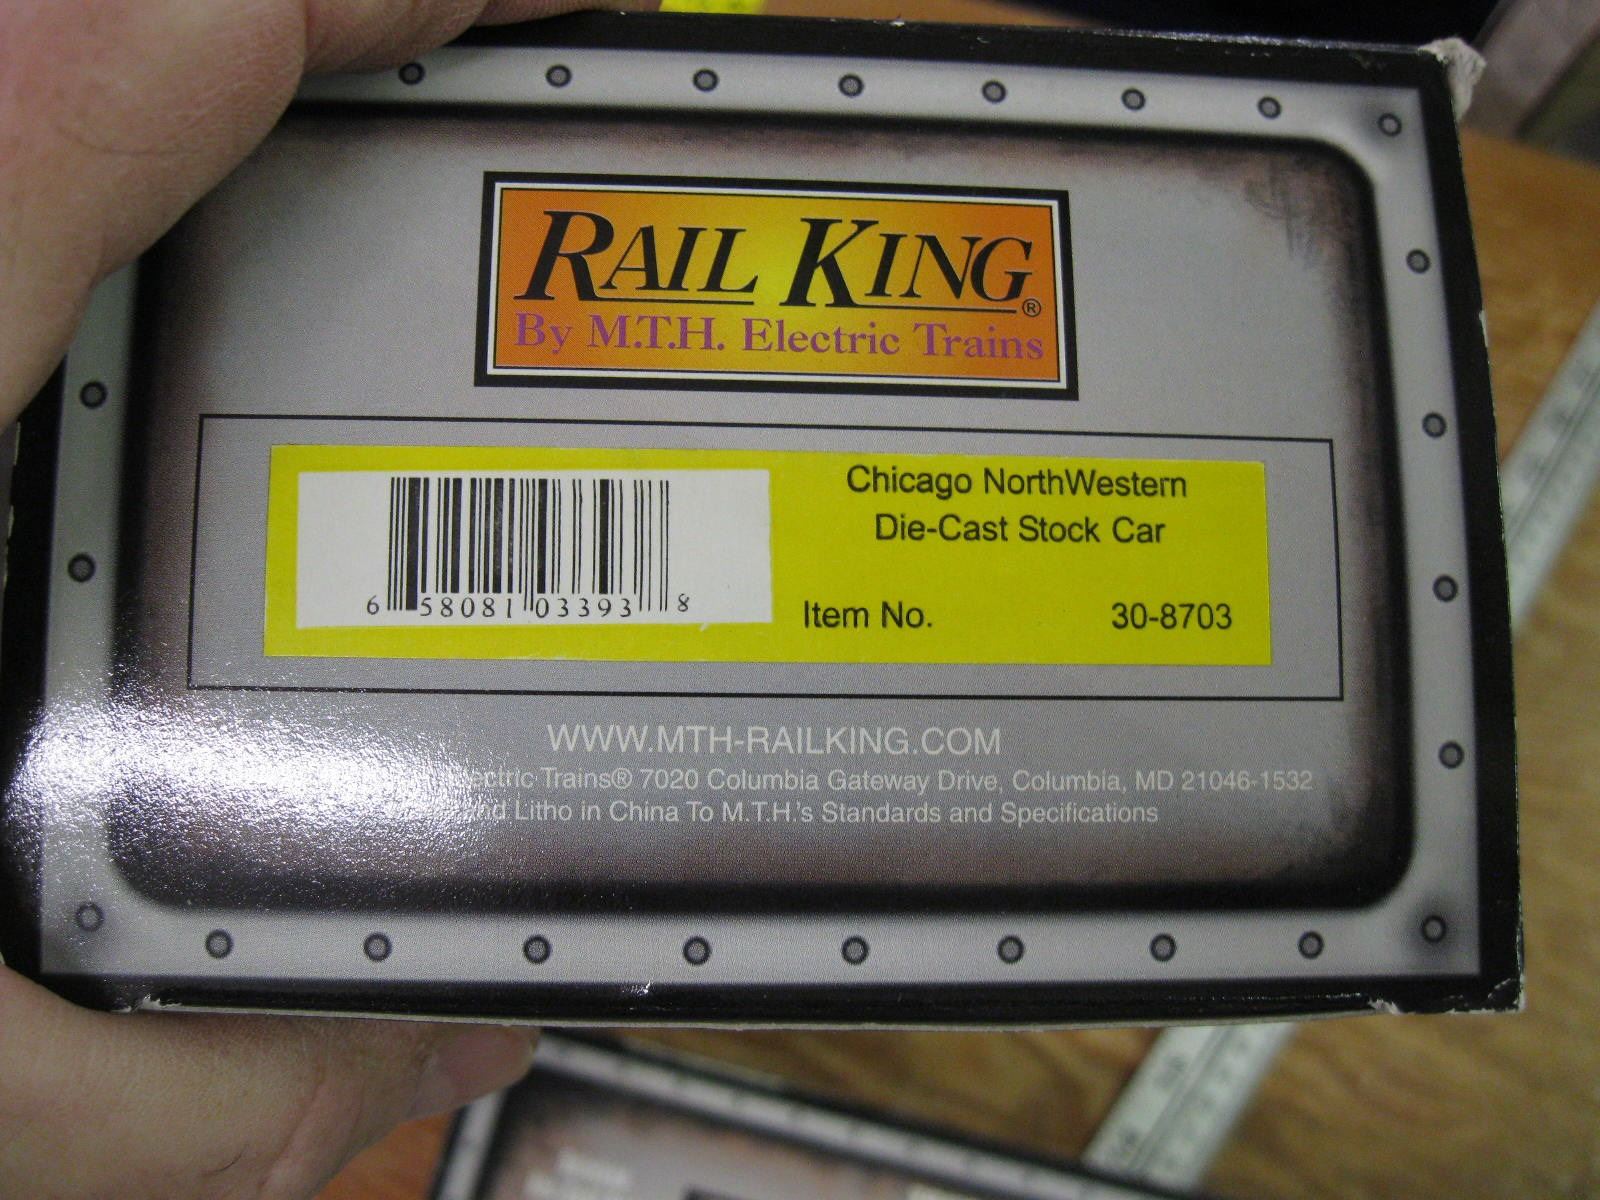 RAIL KING®
By M.T.H. Electric Trains
Chicago NorthWestern
Die-Cast Stock Car
6 58081 03393 8
Item No. 30-8703
WWW.MTH-RAILKING.COM
Electric Trains® 7020 Columbia Gateway Drive, Columbia, MD 21046-1532
and Litho in China To M.T.H.'s Standards and Specifications